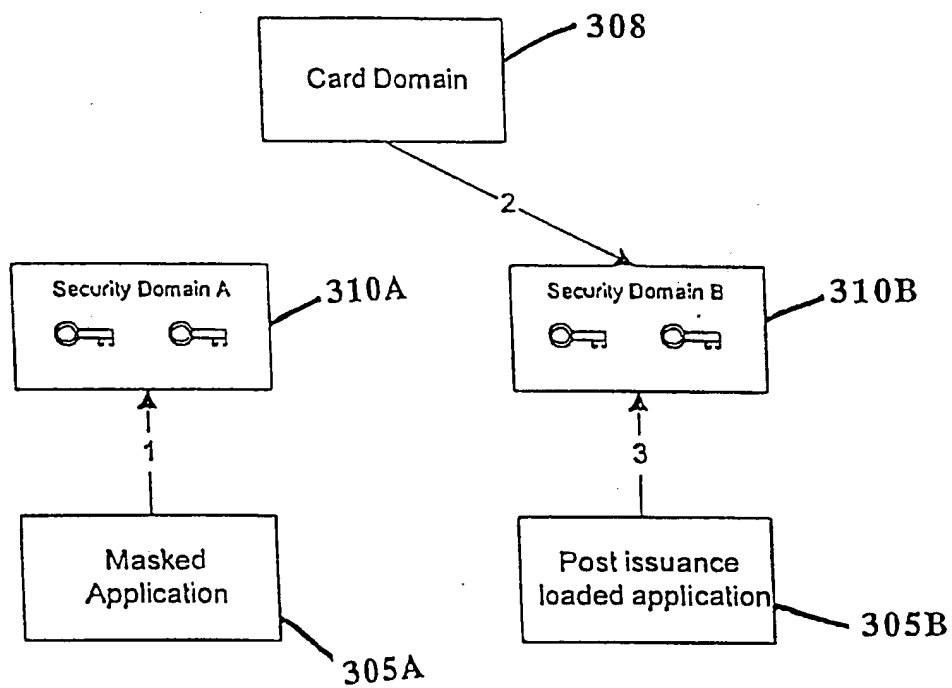 308
Card Domain
2
Security Domain A
310A
Security Domain B
310B
1
3
Masked
Application
305A
Post issuance
loaded application
305B